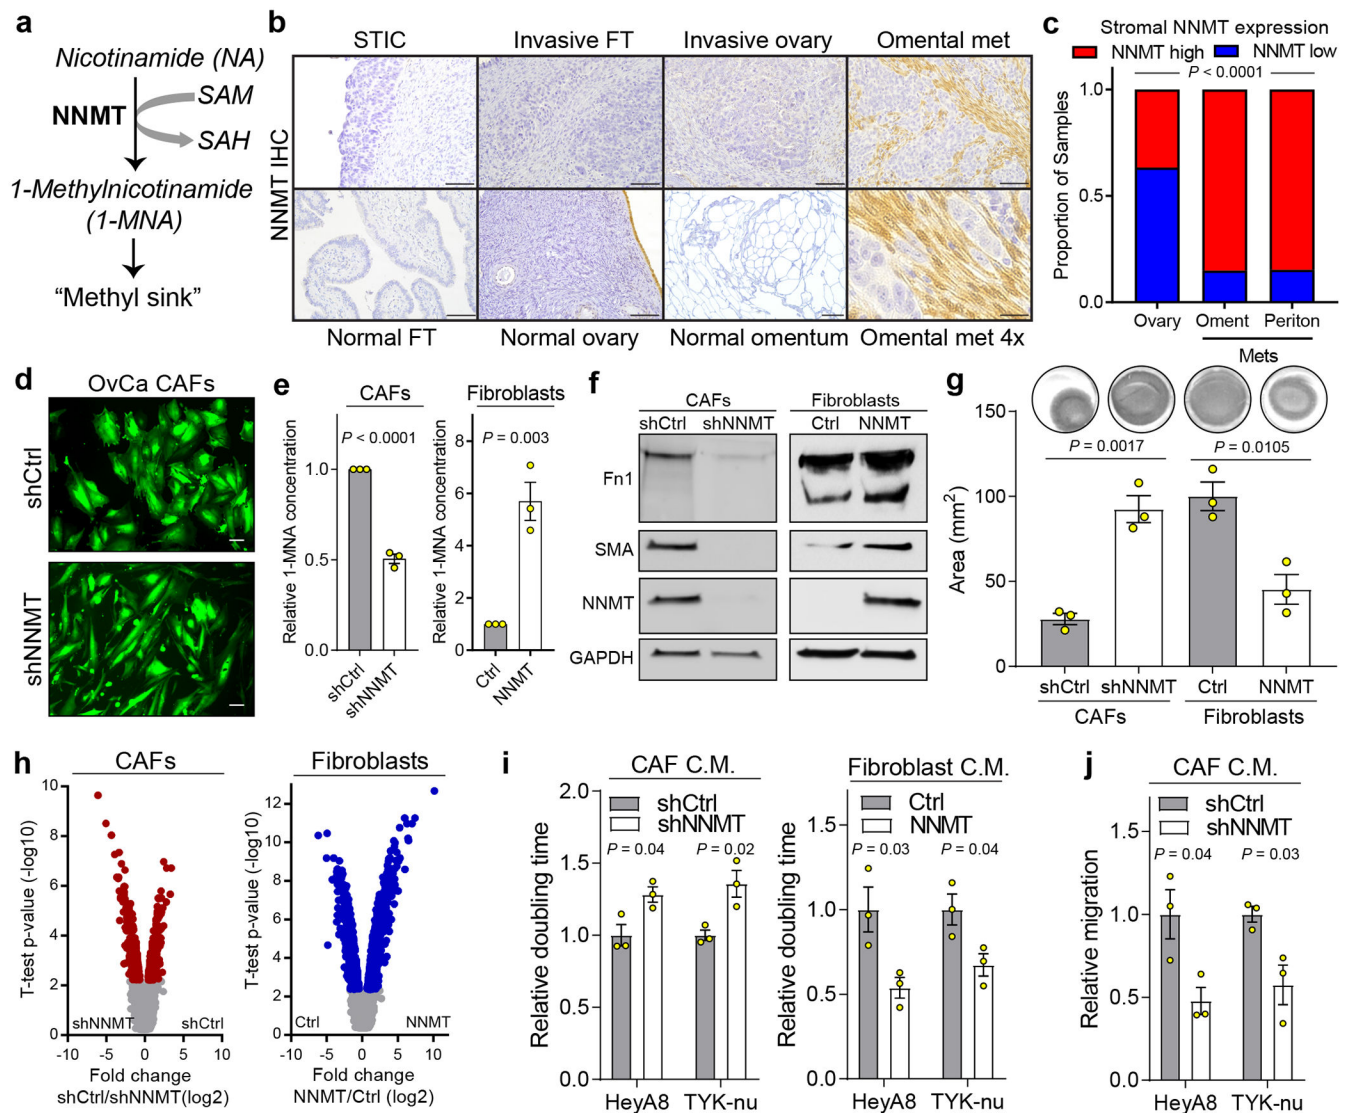 a
Nicotinamide (NA)
NNMT
SAM
SAH
1-Methylnicotinamide
(1-MNA)
“Methyl sink”
b
STIC
Invasive FT
Invasive ovary
Omental met
NNMT IHC
Normal FT
Normal ovary
Normal omentum
Omental met 4x
c
Stromal NNMT expression
NNMT high
NNMT low
P < 0.0001
Proportion of Samples
1.0
0.5
0.0
Ovary
Oment
Periton
Mets
d
OvCa CAFs
shCtrl
shNNMT
e
CAFs
Relative 1-MNA concentration
P < 0.0001
1.0
0.5
0.0
shCtrl
shNNMT
Fibroblasts
Relative 1-MNA concentration
P = 0.003
8
6
4
2
0
Ctrl
NNMT
f
CAFs
Fibroblasts
shCtrl shNNMT
Ctrl NNMT
Fn1
SMA
NNMT
GAPDH
g
Area (mm2)
150
100
50
0
P = 0.0017
P = 0.0105
shCtrl
shNNMT
Ctrl
NNMT
CAFs
Fibroblasts
h
CAFs
T-test p-value (-log10)
10
8
6
4
2
0
shNNMT
shCtrl
-10
-5
0
5
10
Fold change
shCtrl/shNNMT(log2)
Fibroblasts
T-test p-value (-log10)
12
10
8
6
4
2
0
Ctrl
NNMT
-10
-5
0
5
10
Fold change
NNMT/Ctrl (log2)
i
CAF C.M.
shCtrl
shNNMT
P = 0.04
P = 0.02
Relative doubling time
2.0
1.5
1.0
0.5
0.0
HeyA8
TYK-nu
Fibroblast C.M.
Ctrl
NNMT
P = 0.03
P = 0.04
Relative doubling time
1.5
1.0
0.5
0.0
HeyA8
TYK-nu
j
CAF C.M.
shCtrl
shNNMT
P = 0.04
P = 0.03
Relative migration
1.5
1.0
0.5
0.0
HeyA8
TYK-nu